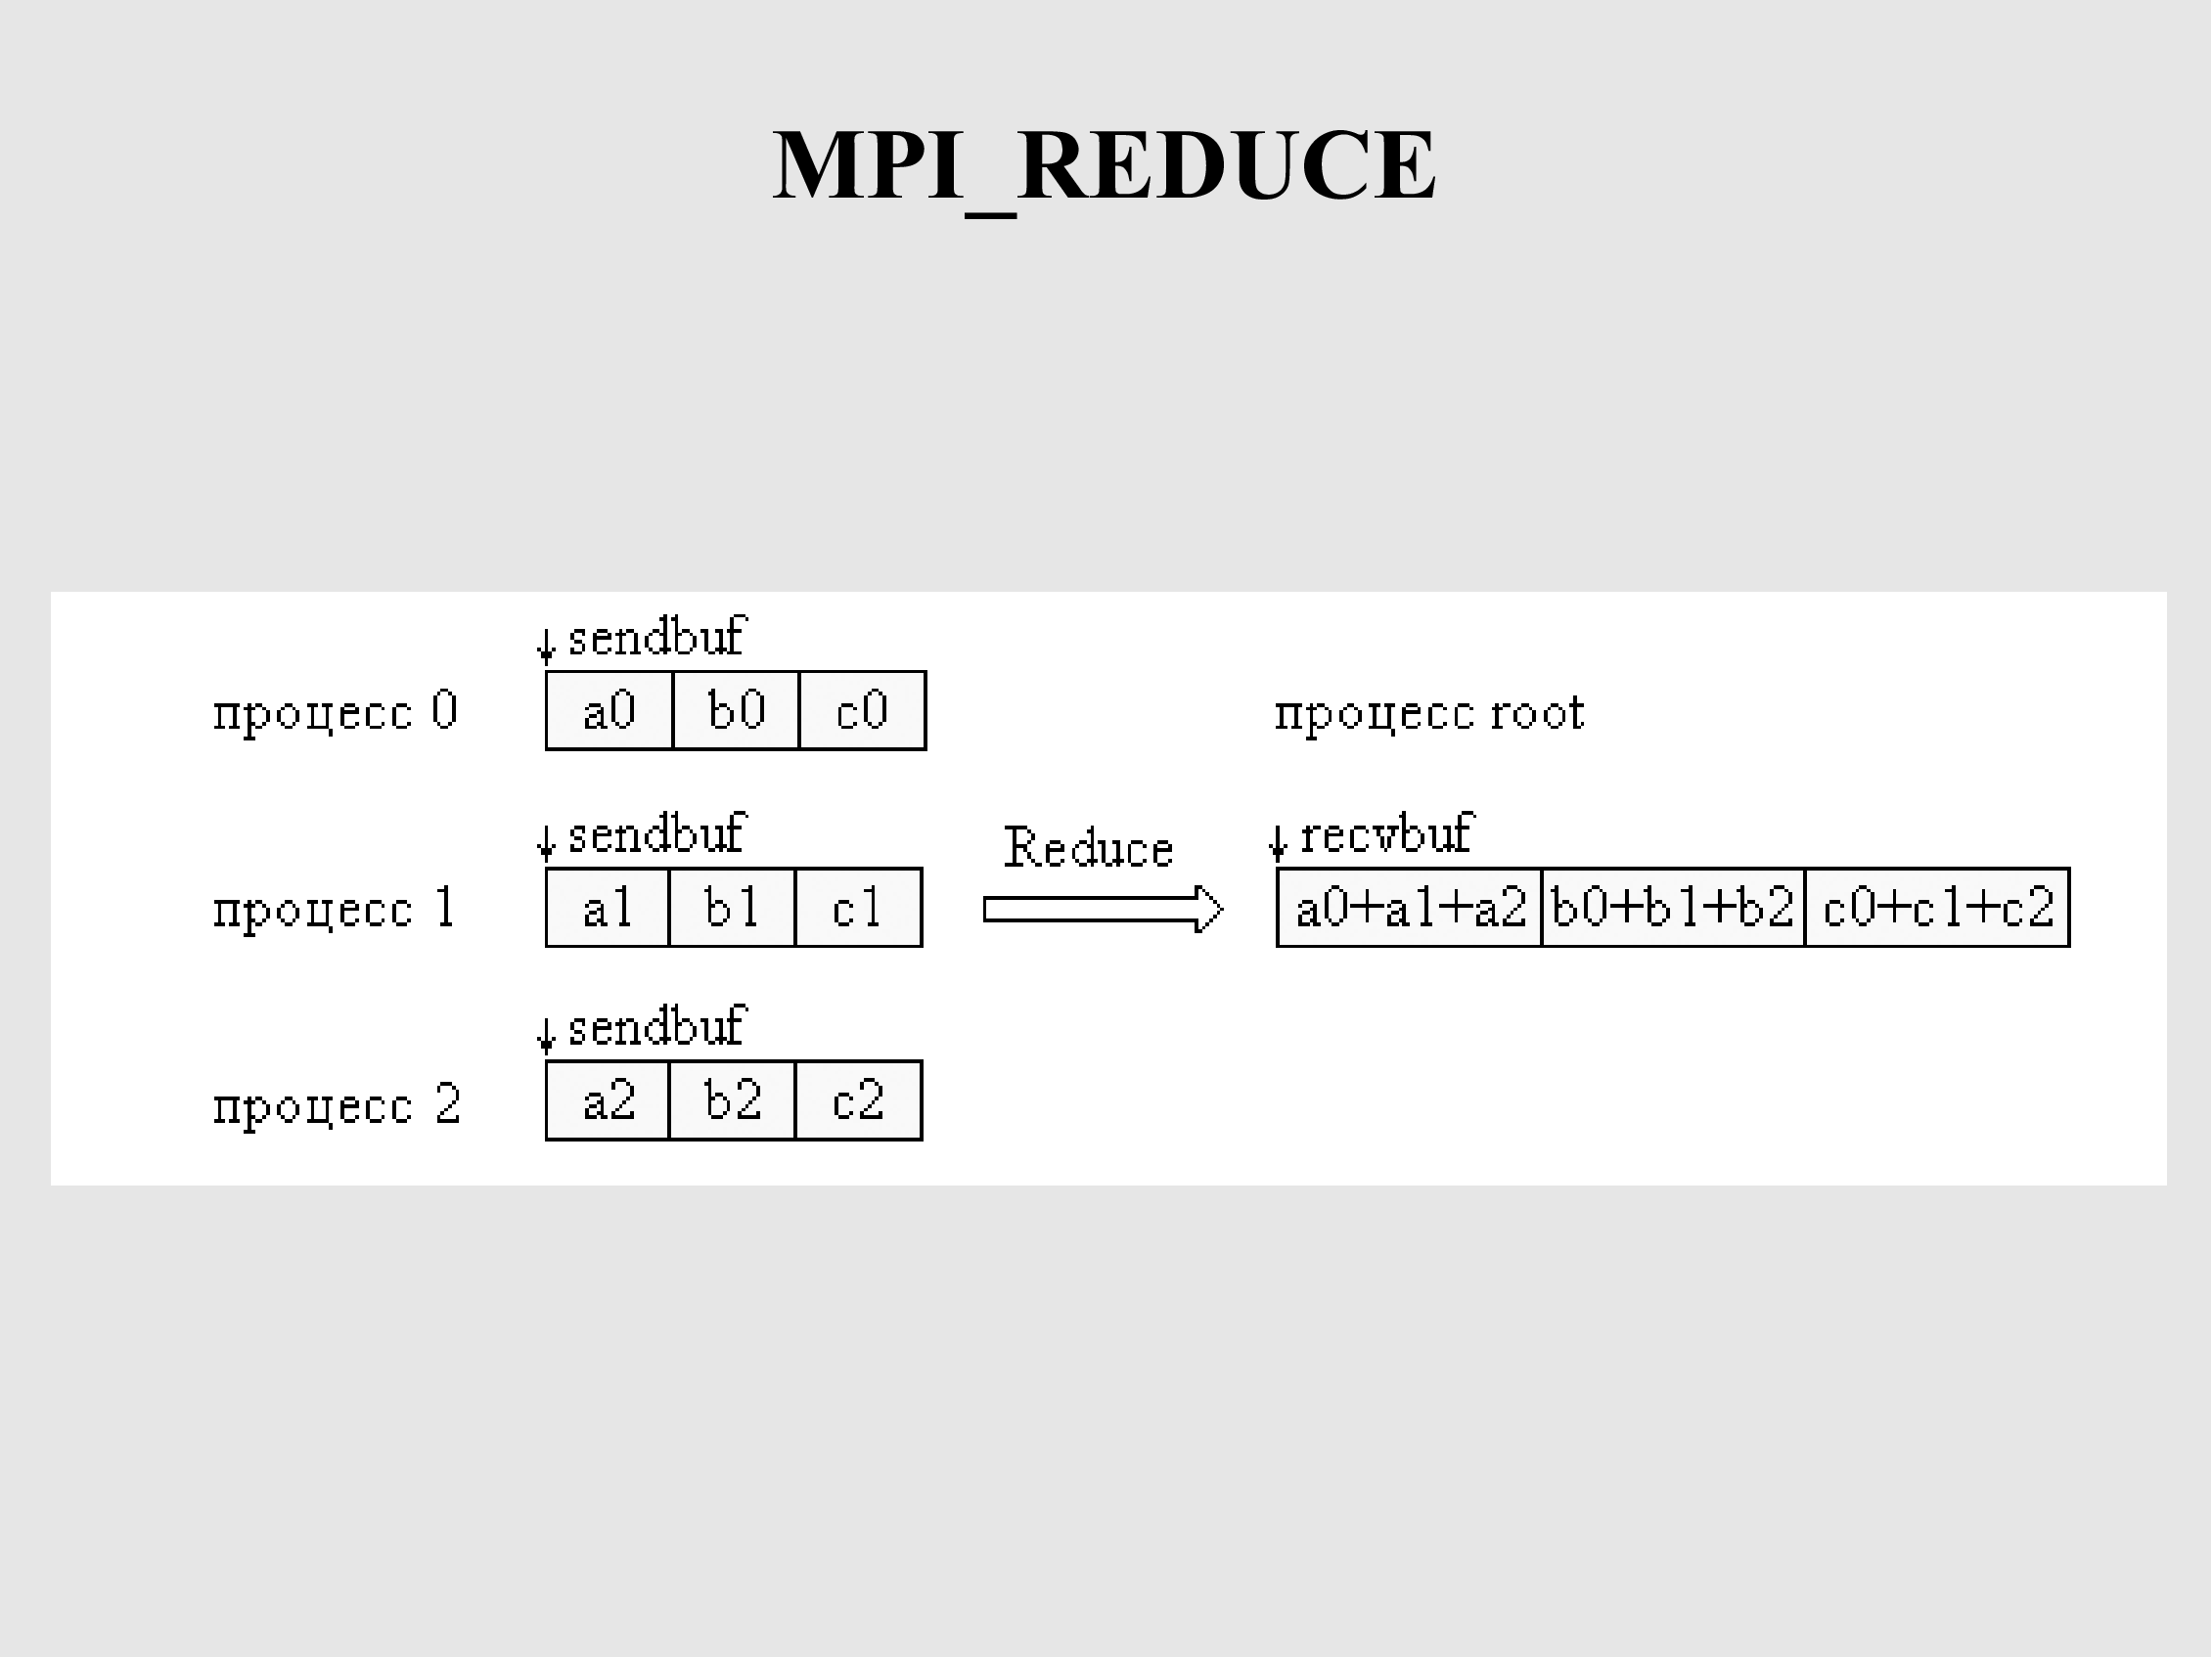 MPI_REDUCE
sendbuf
процесс 0 a0 b0 c0 процесс root
sendbuf Reduce recvbuf
процесс 1 a1 b1 c1 a0+a1+a2 b0+b1+b2 c0+c1+c2
sendbuf
процесс 2 a2 b2 c2